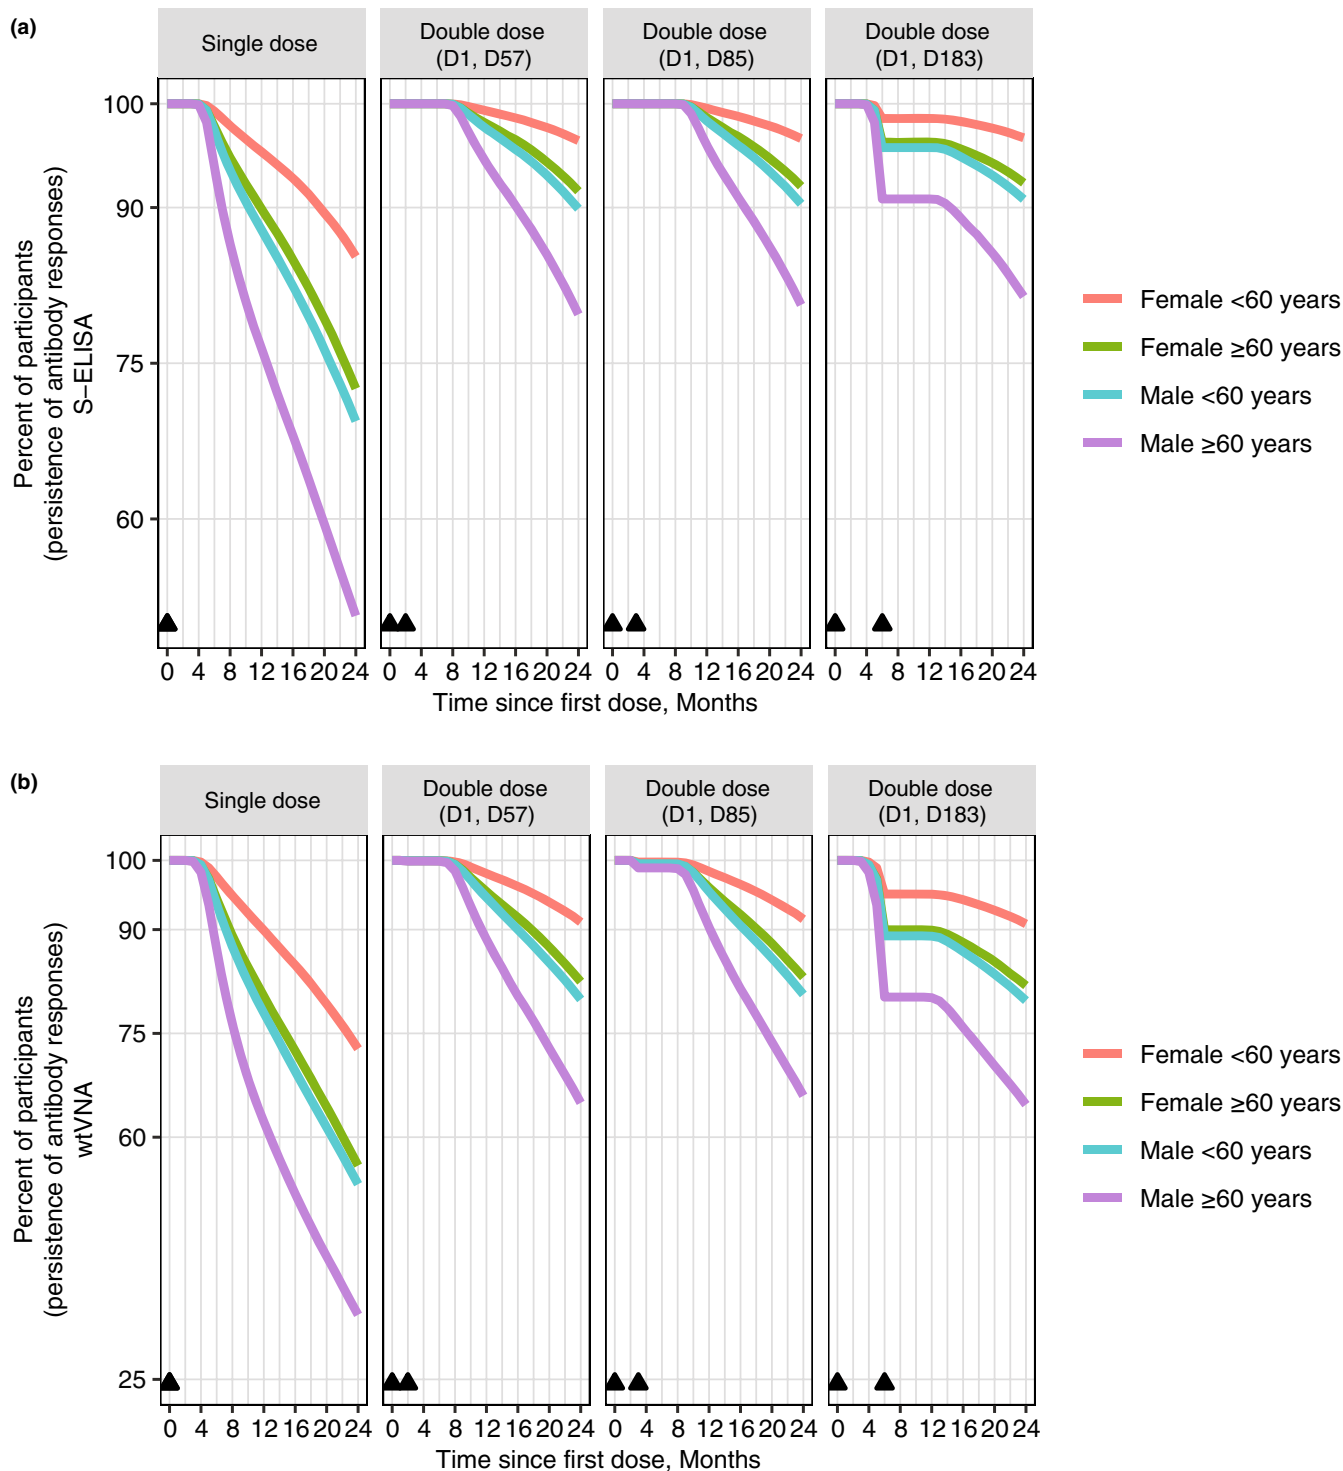 (a)
Single dose
Double dose
(D1, D57)
Double dose
(D1, D85)
Double dose
(D1, D183)
Percent of participants
(persistence of antibody responses)
S−ELISA
100
90
75
60
0 4 8 12 16 20 24
0 4 8 12 16 20 24
0 4 8 12 16 20 24
0 4 8 12 16 20 24
Time since first dose, Months
Female <60 years
Female ≥60 years
Male <60 years
Male ≥60 years
(b)
Single dose
Double dose
(D1, D57)
Double dose
(D1, D85)
Double dose
(D1, D183)
Percent of participants
(persistence of antibody responses)
wtVNA
100
90
75
60
25
0 4 8 12 16 20 24
0 4 8 12 16 20 24
0 4 8 12 16 20 24
0 4 8 12 16 20 24
Time since first dose, Months
Female <60 years
Female ≥60 years
Male <60 years
Male ≥60 years